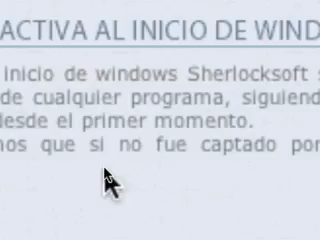 ACTIVA AL INICIO DE WIND
inicio de windows Sherlocksoft s
de cualquier programa, siguiend
desde el primer momento.
nos que si no fue captado por